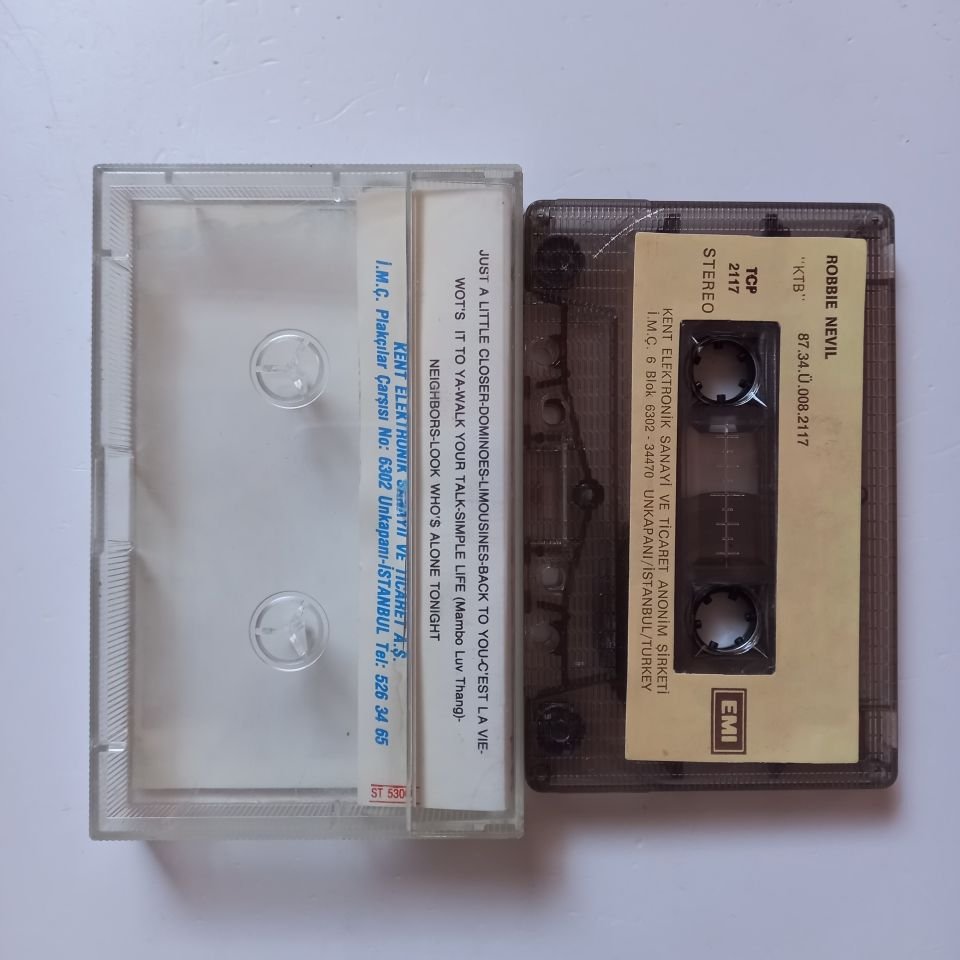 JUST A LITTLE CLOSER-DOMINOES-LIMOUSINES-BACK TO YOU-C'EST LA VIE-
WOT'S IT TO YA-WALK YOUR TALK-SIMPLE LIFE (Mambo Luv Thang)-
NEIGHBORS-LOOK WHO'S ALONE TONIGHT
KENT ELEKTRONİK SANAYİİ VE TİCARET A.Ş.
İ.M.Ç. Plakçılar Çarşısı No: 6302 Unkapanı-İSTANBUL Tel: 526 34 65
ROBBIE NEVIL
"KTB" 87.34.Ü.008.2117
TCP
2117
STEREO
EMI
KENT ELEKTRONİK SANAYİ VE TİCARET ANONİM ŞİRKETİ
İ.M.Ç. 6 Blok 6302 - 34470 UNKAPANI/İSTANBUL/TURKEY